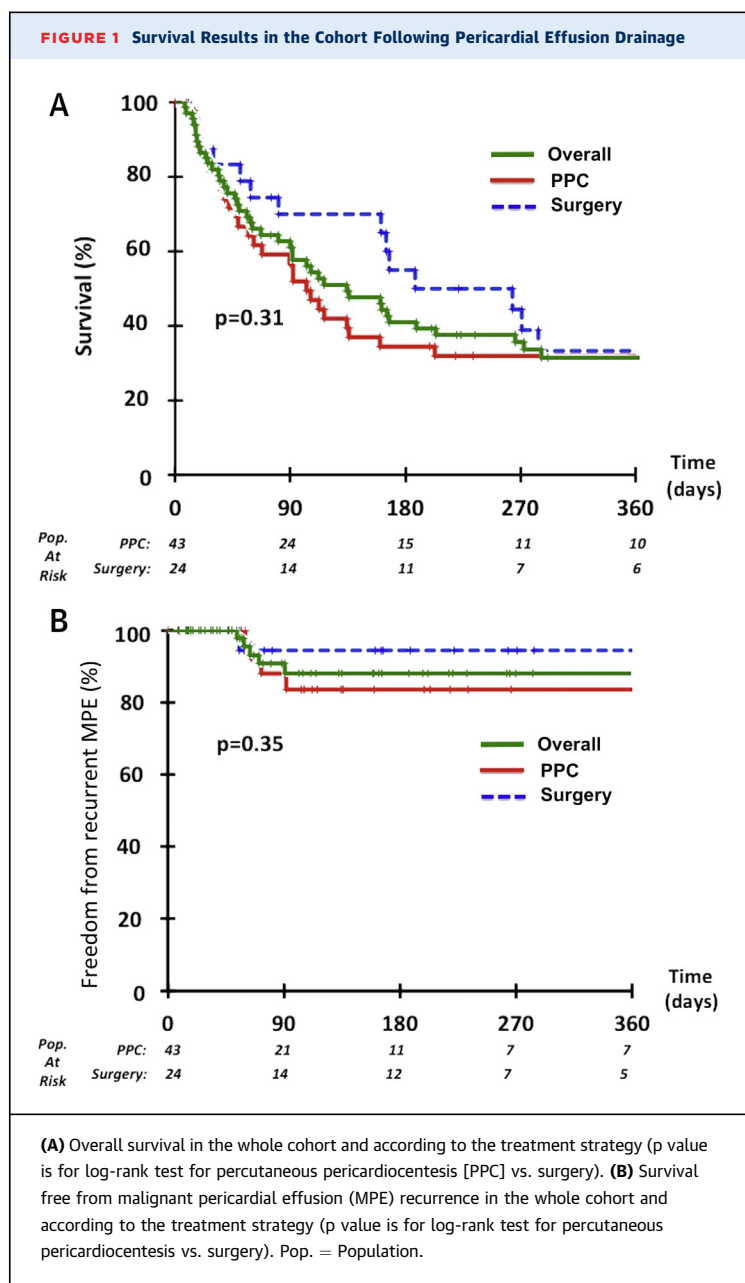 FIGURE 1 Survival Results in the Cohort Following Pericardial Effusion Drainage
A
100
80
60
40
20
0
Survival (%)
Overall
PPC
Surgery
p=0.31
Time
(days)
0 90 180 270 360
Pop.
At
Risk
PPC: 43 24 15 11 10
Surgery: 24 14 11 7 6
B
100
80
60
40
20
0
Freedom from recurrent MPE (%)
p=0.35
Overall
PPC
Surgery
Time
(days)
0 90 180 270 360
Pop.
At
Risk
PPC: 43 21 11 7 7
Surgery: 24 14 12 7 5
(A) Overall survival in the whole cohort and according to the treatment strategy (p value
is for log-rank test for percutaneous pericardiocentesis [PPC] vs. surgery). (B) Survival
free from malignant pericardial effusion (MPE) recurrence in the whole cohort and
according to the treatment strategy (p value is for log-rank test for percutaneous
pericardiocentesis vs. surgery). Pop. = Population.